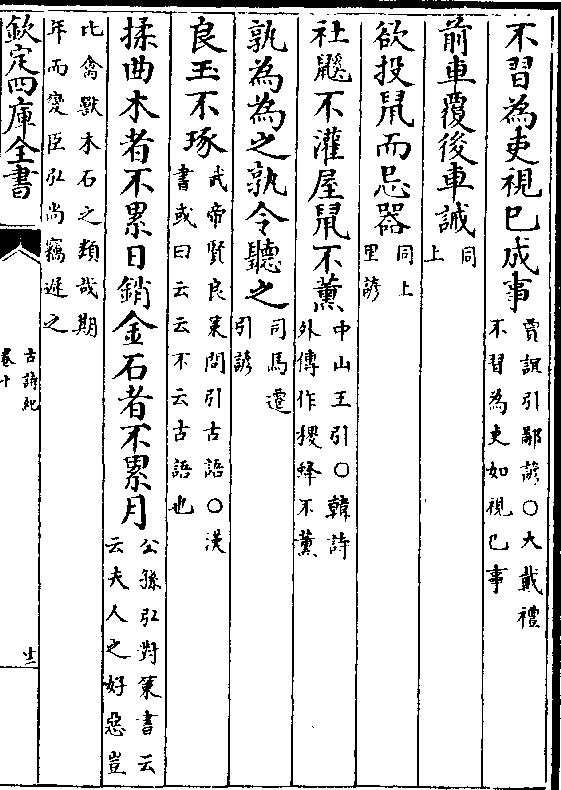 不習為吏視已成事 賈誼引鄙諺○大戴禮
不習為吏如視已事
前車覆後車誡 同
上
欲投鼠而忌器 同上
里諺
社鼷不灌屋鼠不薰 中山王引○韓詩
外傳作稷蜂不薰
孰為為之孰令聽之 司馬遷
引諺
良玉不琢 武帝賢良策問引古語○漢
書或曰云云不云古語也
揉曲木者不累日銷金石者不累月 公孫弘對策書云
云夫人之好惡豈
比禽獸木石之類哉期
年而變臣弘尚竊遲之
欽定四庫全書
古詩紀
卷十